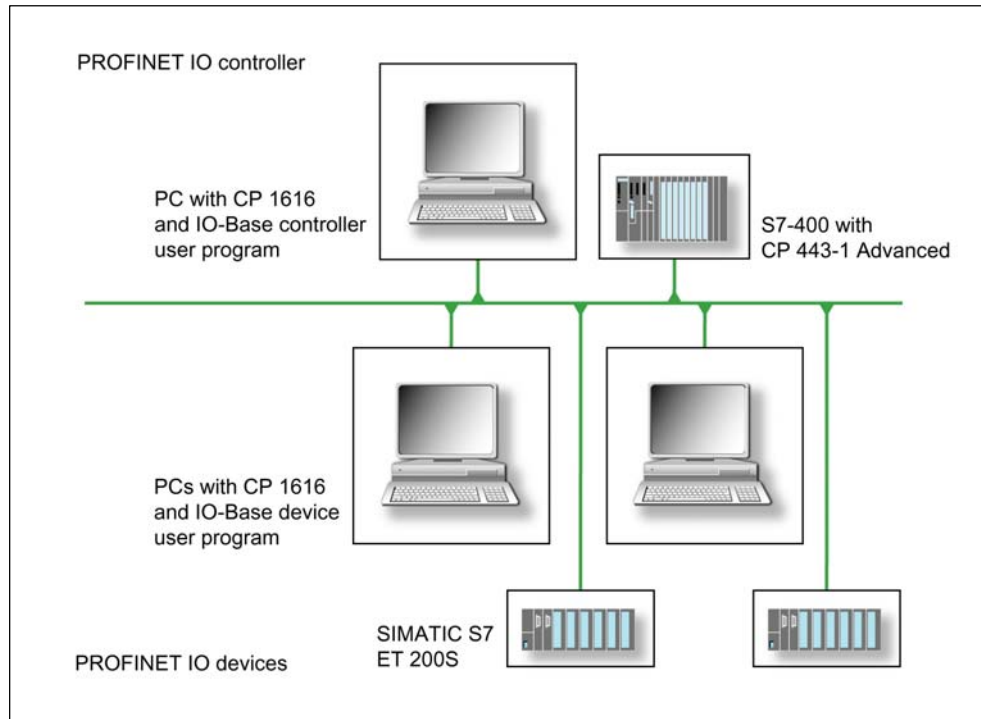 PROFINET IO controller
PC with CP 1616
and IO-Base controller
user program
S7-400 with
CP 443-1 Advanced
PCs with CP 1616
and IO-Base device
user program
SIMATIC S7
ET 200S
PROFINET IO devices